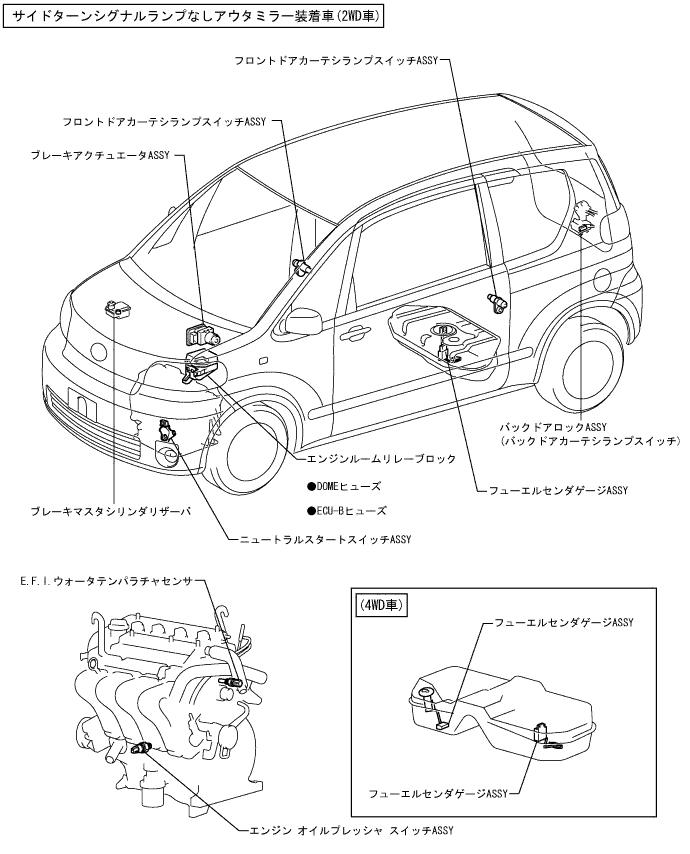 サイドターンシグナルランプなしアウタミラー装着車(2WD車)
フロントドアカーテシランプスイッチASSY
フロントドアカーテシランプスイッチASSY
ブレーキアクチュエータASSY
バックドアロックASSY
(バックドアカーテシランプスイッチ)
エンジンルームリレーブロック
●DOMEヒューズ
●ECU-Bヒューズ
フューエルセンダゲージASSY
ブレーキマスタシリンダリザーバ
ニュートラルスタートスイッチASSY
E.F.I.ウォータテンパラチャセンサ
(4WD車)
フューエルセンダゲージASSY
フューエルセンダゲージASSY
エンジン オイルプレッシャ スイッチASSY